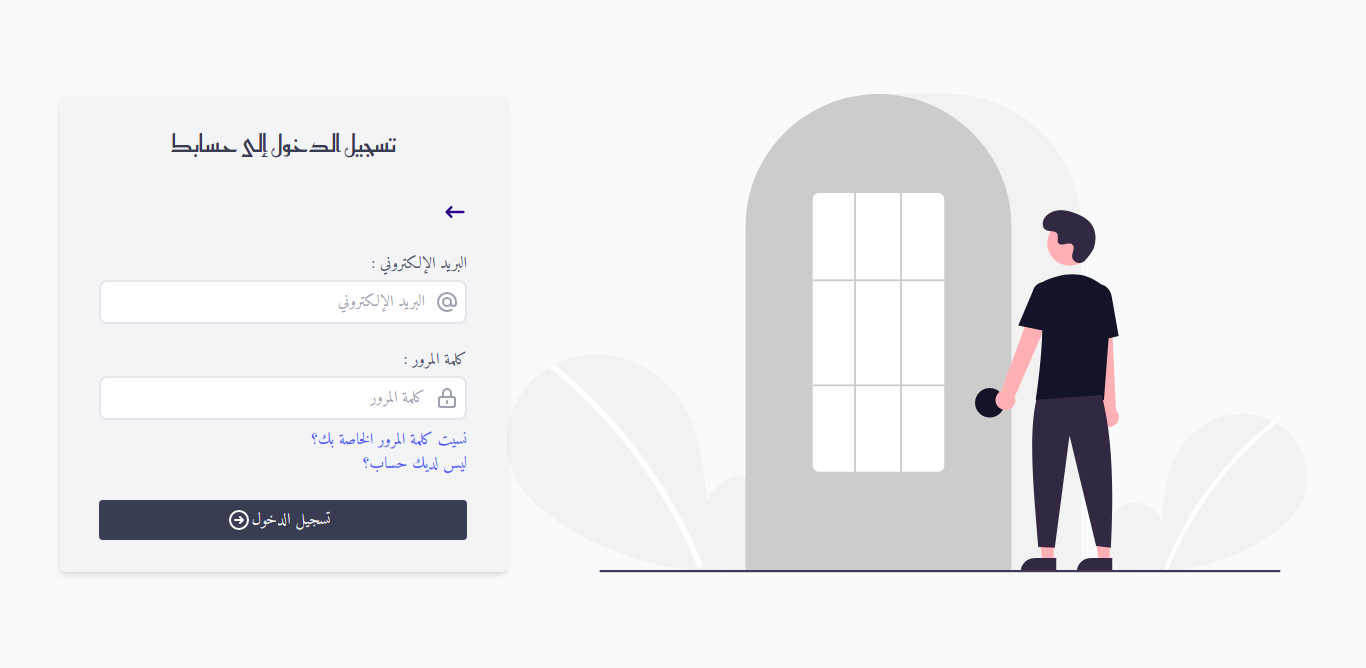 تسجيل الدخول إلى حسابك
البريد الإلكتروني :
البريد الإلكتروني
كلمة المرور :
كلمة المرور
نسيت كلمة المرور الخاصة بك؟
ليس لديك حساب؟
تسجيل الدخول